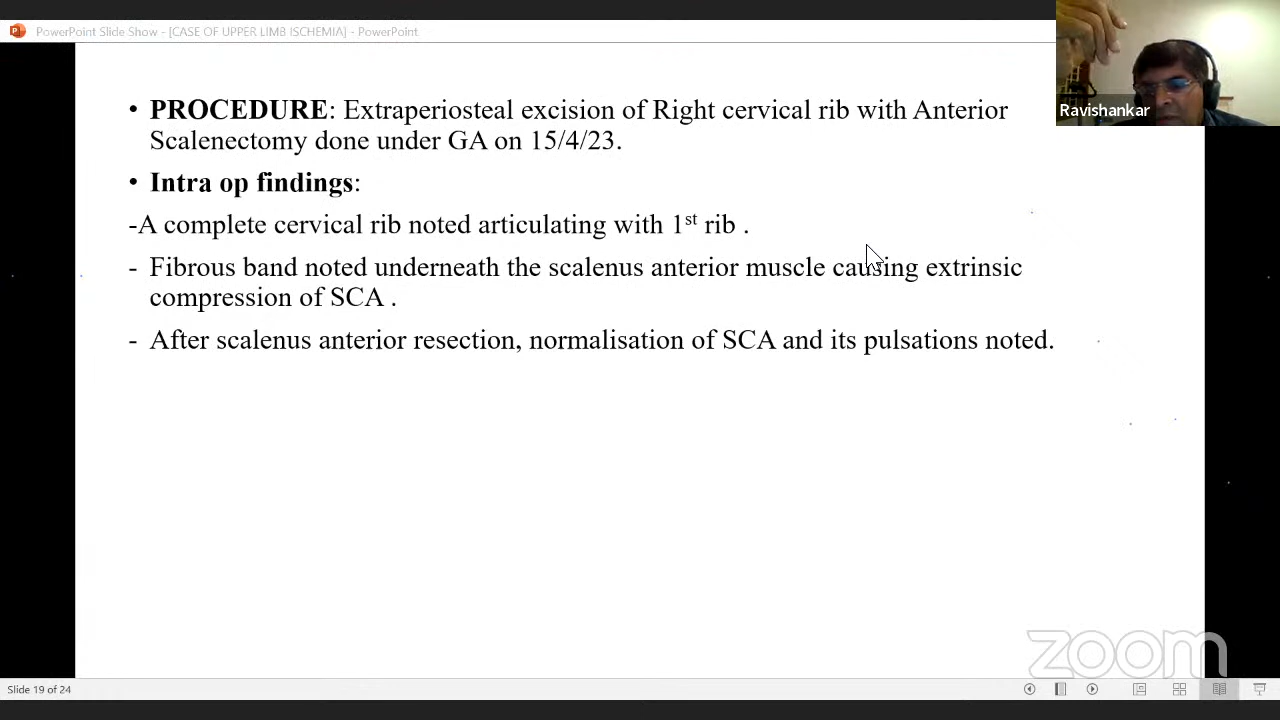 PowerPoint Slide Show - [CASE OF UPPER LIMB ISCHEMIA] - PowerPoint
Ravishankar
• PROCEDURE: Extraperiosteal excision of Right cervical rib with Anterior
Scalenectomy done under GA on 15/4/23.
• Intra op findings:
-A complete cervical rib noted articulating with 1st rib .
- Fibrous band noted underneath the scalenus anterior muscle causing extrinsic
compression of SCA .
- After scalenus anterior resection, normalisation of SCA and its pulsations noted.
zoom
Slide 19 of 24